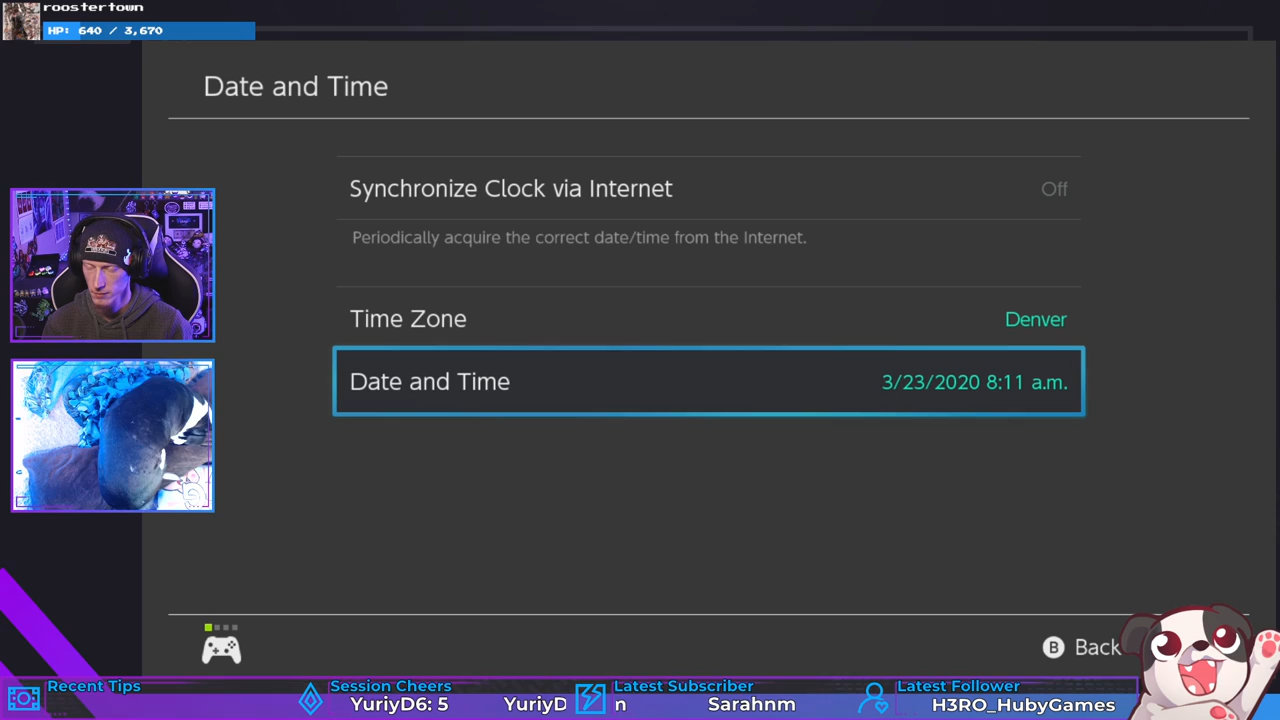 roostertown
HP: 640 / 3,670
Date and Time
Synchronize Clock via Internet Off
Periodically acquire the correct date/time from the Internet.
Time Zone Denver
Date and Time 3/23/2020 8:11 a.m.
B Back
Recent Tips
Session Cheers
YuriyD6: 5 YuriyD
Latest Subscriber
n Sarahnm
Latest Follower
H3RO_HubyGames